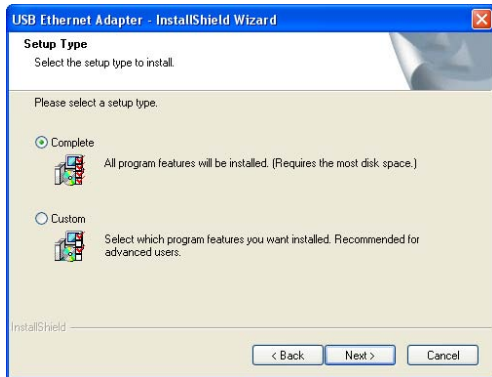 USB Ethernet Adapter - InstallShield Wizard
Setup Type
Select the setup type to install.
Please select a setup type.
Complete
All program features will be installed. (Requires the most disk space.)
Custom
Select which program features you want installed. Recommended for
advanced users.
InstallShield
< Back
Next >
Cancel